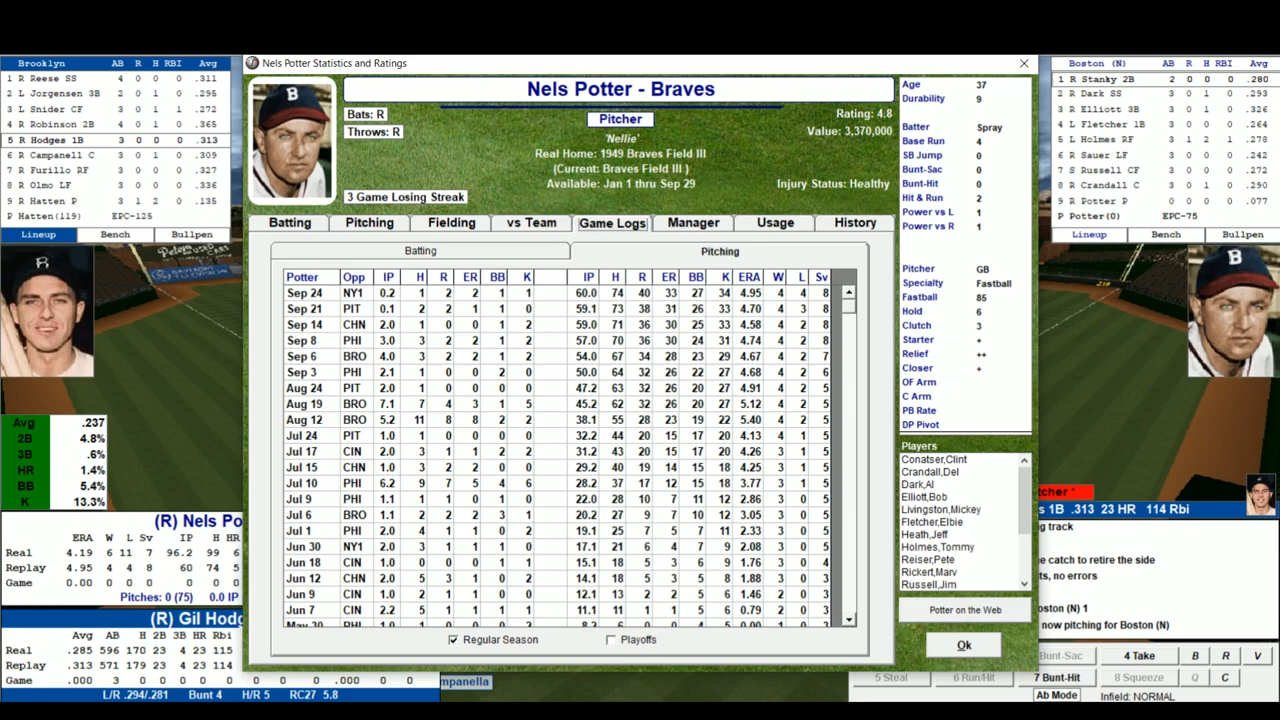 Nels Potter Statistics and Ratings
Brooklyn AB R H RBI Avg
1 R Reese SS 4 0 0 0 .311
2 L Jorgensen 3B 2 0 1 0 .295
3 L Snider CF 3 0 1 1 .272
4 R Robinson 2B 4 0 1 0 .365
5 R Hodges 1B 3 0 0 0 .313
6 R Campanell C 3 0 0 0 .309
7 R Furillo RF 3 0 1 0 .327
8 R Olmo LF 3 0 1 0 .336
9 R Hatten P 3 1 2 0 .135
P Hatten(119) EPC-125
Lineup Bench Bullpen
Avg .237
2B 4.8%
3B .6%
HR 1.4%
BB 5.4%
K 13.3%
(R) Nels Po
ERA W L Sv IP H HR
Real 4.19 6 11 7 96.2 99 6
Replay 4.95 4 4 8 60 74 5
Game 0.00 0 0 0 0.0 0 0
Pitches: 0 (75) 0.0 IP
(R) Gil Hodg
Avg AB H 2B 3B HR Rbi
Real .285 596 170 23 4 23 115
Replay .313 571 179 23 4 23 114
Game .000 3 0 0 0 0 0 .000 0 0
L/R .294/.281 Bunt 4 H/R 5 RC27 5.8
Nels Potter - Braves
Bats: R
Throws: R
Pitcher
'Nellie'
Real Home: 1949 Braves Field III
(Current: Braves Field III )
Available: Jan 1 thru Sep 29
Rating: 4.8
Value: 3,370,000
Injury Status: Healthy
3 Game Losing Streak
Batting Pitching Fielding vs Team Game Logs Manager Usage History
Batting Pitching
Potter Opp IP H R ER BB K IP H R ER BB K ERA W L Sv
Sep 24 NY1 0.2 1 2 2 1 1 60.0 74 40 33 27 34 4.95 4 4 8
Sep 21 PIT 0.1 2 2 1 1 0 59.1 73 38 31 26 33 4.70 4 3 8
Sep 14 CHN 2.0 1 0 0 1 2 59.0 71 36 30 25 33 4.58 4 2 8
Sep 8 PHI 3.0 3 2 2 1 2 57.0 70 36 30 24 31 4.74 4 2 8
Sep 6 BRO 4.0 3 2 2 1 2 54.0 67 34 28 23 29 4.67 4 2 7
Sep 3 PHI 2.1 1 0 0 2 0 50.0 64 32 26 22 27 4.68 4 2 6
Aug 24 PIT 2.0 1 0 0 0 0 47.2 63 32 26 20 27 4.91 4 2 5
Aug 19 BRO 7.1 7 4 3 1 5 45.2 62 32 26 20 27 5.12 4 2 5
Aug 12 BRO 5.2 11 8 8 2 2 38.1 55 28 23 19 22 5.40 4 2 5
Jul 24 PIT 1.0 1 0 0 0 0 32.2 44 20 15 17 20 4.13 4 1 5
Jul 17 CIN 2.0 3 1 1 2 2 31.2 43 20 15 17 20 4.26 3 1 5
Jul 15 CHN 1.0 3 2 2 0 0 29.2 40 19 14 15 18 4.25 3 1 5
Jul 10 PHI 6.2 9 7 5 4 6 28.2 37 17 12 15 18 3.77 3 1 5
Jul 9 PHI 1.1 1 0 0 1 0 22.0 28 10 7 11 12 2.86 3 0 5
Jul 6 BRO 1.1 2 2 2 3 1 20.2 27 9 7 10 12 3.05 3 0 5
Jul 1 PHI 2.0 4 1 1 0 2 19.1 25 7 5 7 11 2.33 3 0 5
Jun 30 NY1 2.0 3 1 1 1 0 17.1 21 6 4 7 9 2.08 3 0 5
Jun 18 CIN 1.0 0 0 0 1 0 15.1 18 5 3 6 9 1.76 3 0 4
Jun 12 CHN 2.0 5 3 1 0 2 14.1 18 5 3 5 8 1.88 3 0 3
Jun 9 CIN 1.0 2 1 1 0 0 12.1 13 2 2 5 6 1.46 2 0 3
Jun 7 CIN 2.2 5 1 1 1 2 11.1 11 1 1 5 6 0.79 2 0 3
Regular Season Playoffs
mpanella
Age 37
Durability 9
Batter Spray
Base Run 4
SB Jump 0
Bunt-Sac 0
Bunt-Hit 0
Hit & Run 2
Power vs L 1
Power vs R 1
Pitcher GB
Specialty Fastball
Fastball 85
Hold 6
Clutch 3
Starter +
Relief ++
Closer +
OF Arm
C Arm
PB Rate
DP Pivot
Players
Conatser,Clint
Crandall,Del
Dark,Al
Elliott,Bob
Livingston,Mickey
Fletcher,Elbie
Heath,Jeff
Holmes,Tommy
Reiser,Pete
Rickert,Marv
Russell,Jim
Potter on the Web
Ok
Boston (N) AB R H RBI Avg
1 R Stanky 2B 2 0 0 0 .280
2 R Dark SS 3 0 0 0 .293
3 R Elliott 3B 3 0 1 0 .326
4 L Fletcher 1B 3 0 1 0 .264
5 L Holmes RF 3 1 2 1 .278
6 R Sauer LF 3 0 0 0 .242
7 S Russell CF 3 0 0 0 .272
8 R Crandall C 3 0 0 0 .290
9 R Potter P 0 0 0 0 .077
P Potter(0) EPC-75
Lineup Bench Bullpen
tcher *
s 1B .313 23 HR 114 Rbi
ng track
e catch to retire the side
ts, no errors
oston (N) 1
now pitching for Boston (N)
Bunt-Sac 4 Take B R V
5 Steal 6 Run/Hit 7 Bunt-Hit 8 Squeeze Q C
Ab Mode Infield: NORMAL